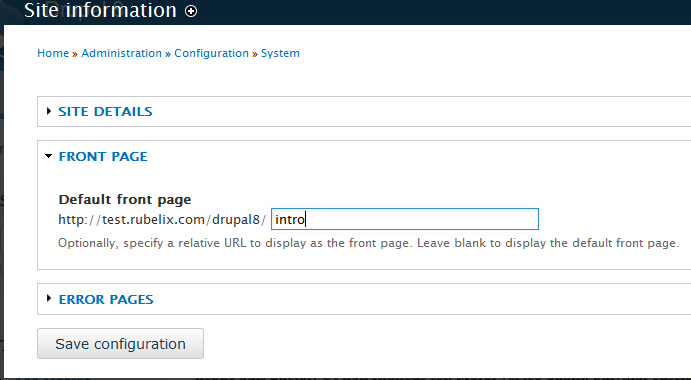 Site information
Home » Administration » Configuration » System
SITE DETAILS
FRONT PAGE
Default front page
http://test.rubelix.com/drupal8/ intro
Optionally, specify a relative URL to display as the front page. Leave blank to display the default front page.
ERROR PAGES
Save configuration